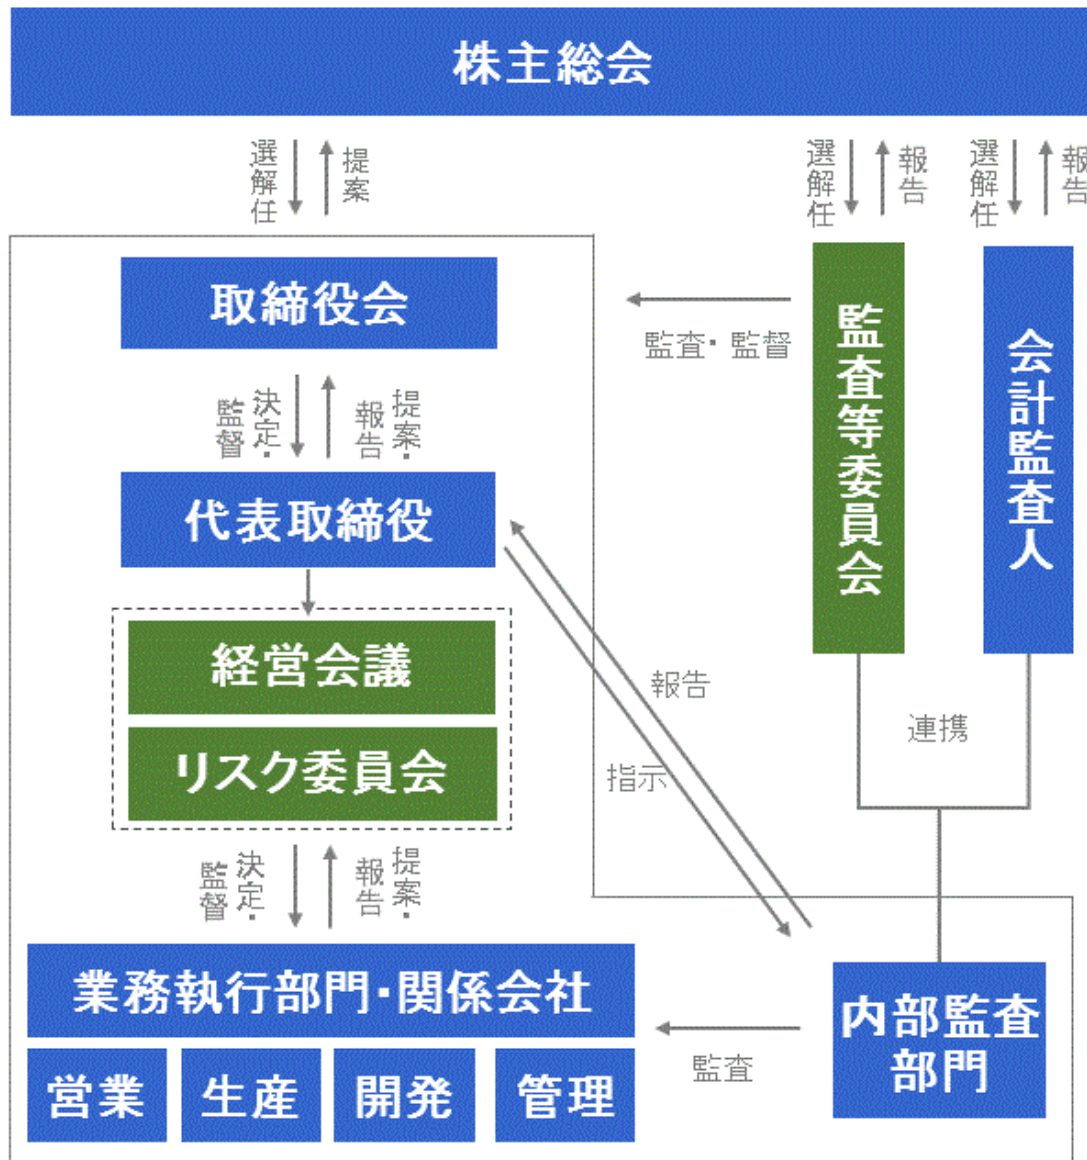 株主総会
選解任
提案
選解任
報告
選解任
報告
取締役会
監査・監督
監査等委員会
会計監査人
決定・
監督
提案・
報告
代表取締役
経営会議
リスク委員会
報告
指示
連携
決定・
監督
提案・
報告
業務執行部門・関係会社
営業
生産
開発
管理
監査
内部監査
部門